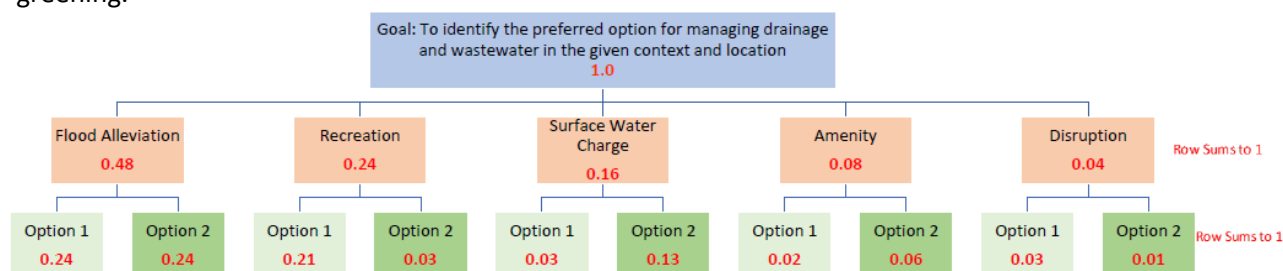 greening.
Goal: To identify the preferred option for managing drainage
and wastewater in the given context and location
1.0
Flood Alleviation
0.48
Recreation
0.24
Surface Water
Charge
0.16
Amenity
0.08
Disruption
0.04
Row Sums to 1
Option 1
0.24
Option 2
0.24
Option 1
0.21
Option 2
0.03
Option 1
0.03
Option 2
0.13
Option 1
0.02
Option 2
0.06
Option 1
0.03
Option 2
0.01
Row Sums to 1